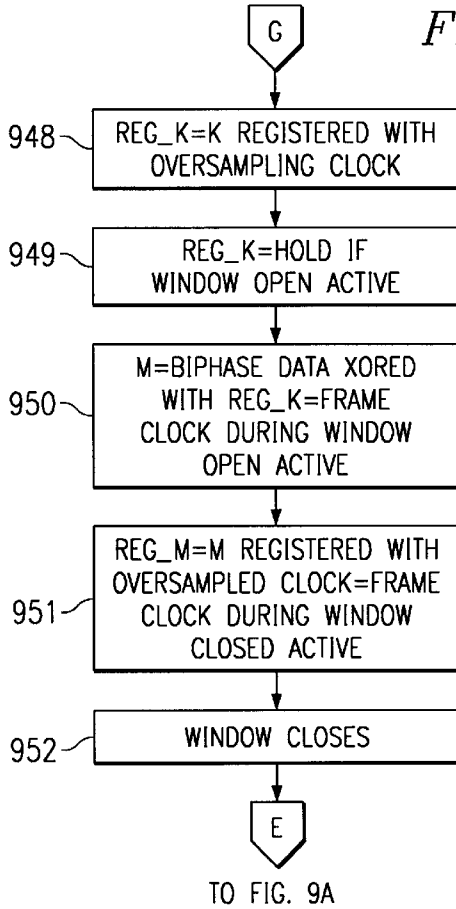 G
948
REG_K=K REGISTERED WITH
OVERSAMPLING CLOCK
949
REG_K=HOLD IF
WINDOW OPEN ACTIVE
950
M=BIPHASE DATA XORED
WITH REG_K=FRAME
CLOCK DURING WINDOW
OPEN ACTIVE
951
REG_M=M REGISTERED WITH
OVERSAMPLED CLOCK=FRAME
CLOCK DURING WINDOW
CLOSED ACTIVE
952
WINDOW CLOSES
E
TO FIG. 9A